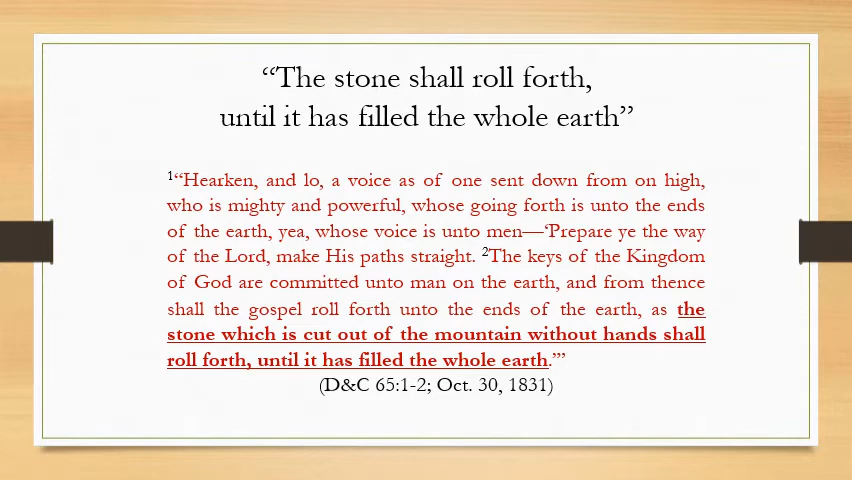 “The stone shall roll forth,
until it has filled the whole earth”
¹“Hearken, and lo, a voice as of one sent down from on high,
who is mighty and powerful, whose going forth is unto the ends
of the earth, yea, whose voice is unto men—‘Prepare ye the way
of the Lord, make His paths straight. ²The keys of the Kingdom
of God are committed unto man on the earth, and from thence
shall the gospel roll forth unto the ends of the earth, as the
stone which is cut out of the mountain without hands shall
roll forth, until it has filled the whole earth.’”
(D&C 65:1-2; Oct. 30, 1831)